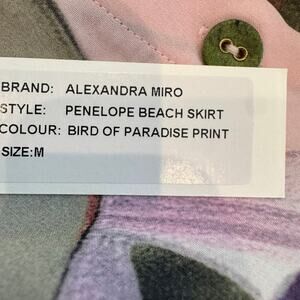 BRAND: ALEXANDRA MIRO
STYLE: PENELOPE BEACH SKIRT
COLOUR: BIRD OF PARADISE PRINT
SIZE:M